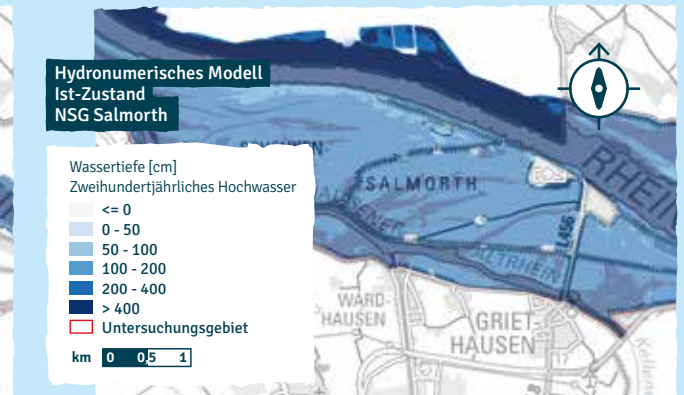 Hydronumerisches Modell
Ist-Zustand
NSG Salmorth
Wassertiefe [cm]
Zweihundertjährliches Hochwasser
<= 0
0 - 50
50 - 100
100 - 200
200 - 400
> 400
Untersuchungsgebiet
km 0 0,5 1
SALMORTH
RHEIN
ALTRHEIN
L456
WARD-
HAUSEN
GRIET-
HAUSEN